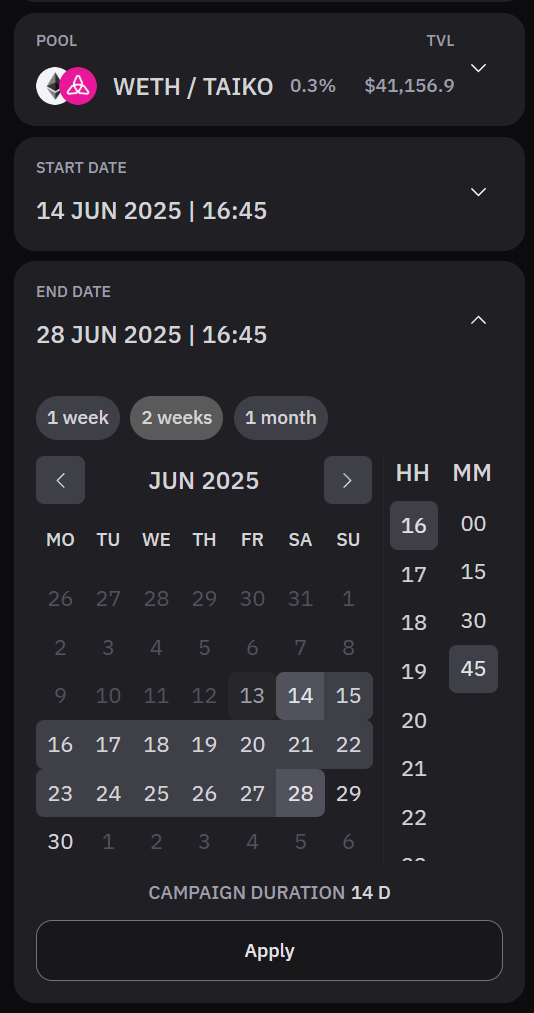 POOL TVL
WETH / TAIKO 0.3% $41,156.9
START DATE
14 JUN 2025 | 16:45
END DATE
28 JUN 2025 | 16:45
1 week 2 weeks 1 month
JUN 2025
MO TU WE TH FR SA SU
26 27 28 29 30 31 1
2 3 4 5 6 7 8
9 10 11 12 13 14 15
16 17 18 19 20 21 22
23 24 25 26 27 28 29
30 1 2 3 4 5 6
HH MM
16 00
17 15
18 30
19 45
20
21
22
CAMPAIGN DURATION 14 D
Apply